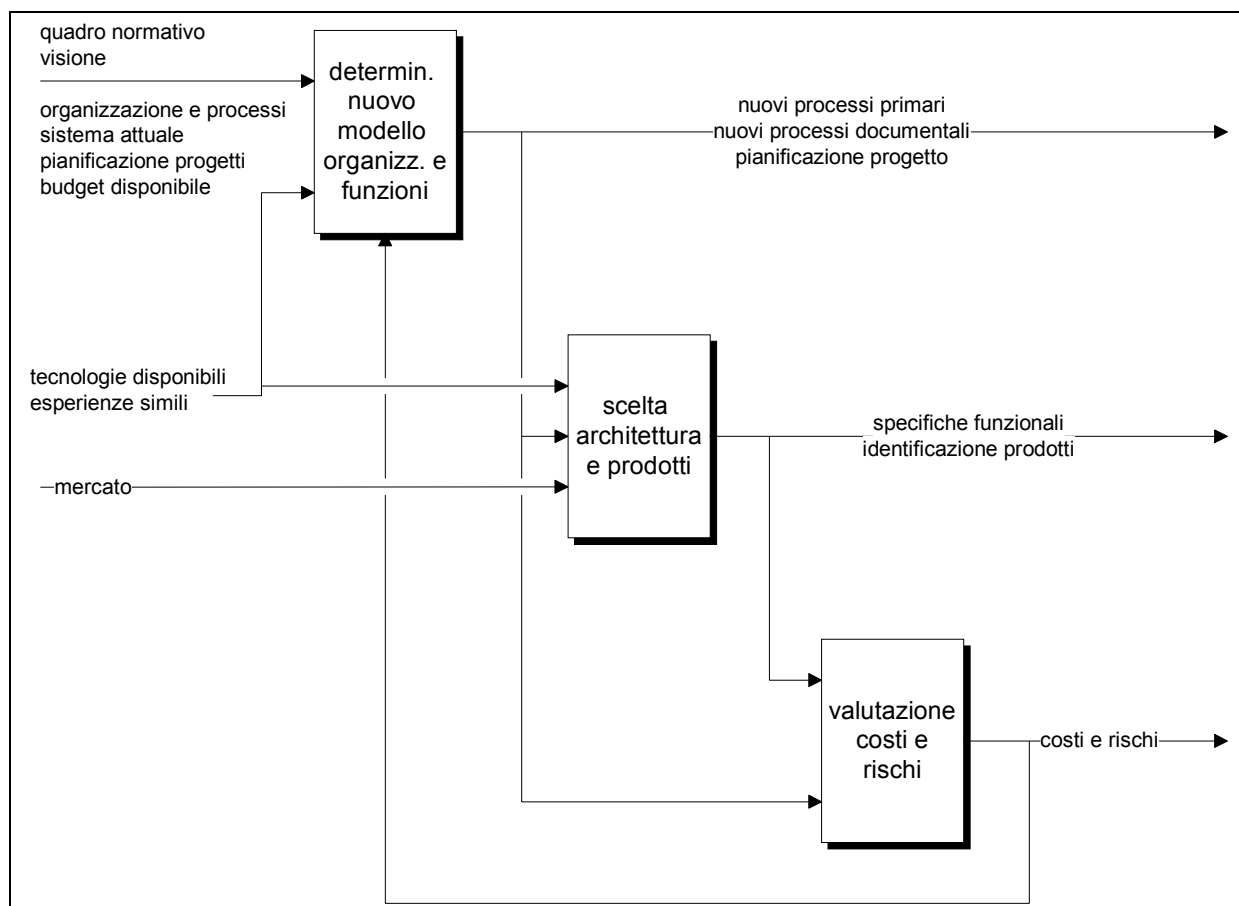 quadro normativo
visione
organizzazione e processi
sistema attuale
pianificazione progetti
budget disponibile
determin.
nuovo
modello
organizz. e
funzioni
nuovi processi primari
nuovi processi documentali
pianificazione progetto
tecnologie disponibili
esperienze simili
mercato
scelta
architettura
e prodotti
specifiche funzionali
identificazione prodotti
valutazione
costi e
rischi
costi e rischi